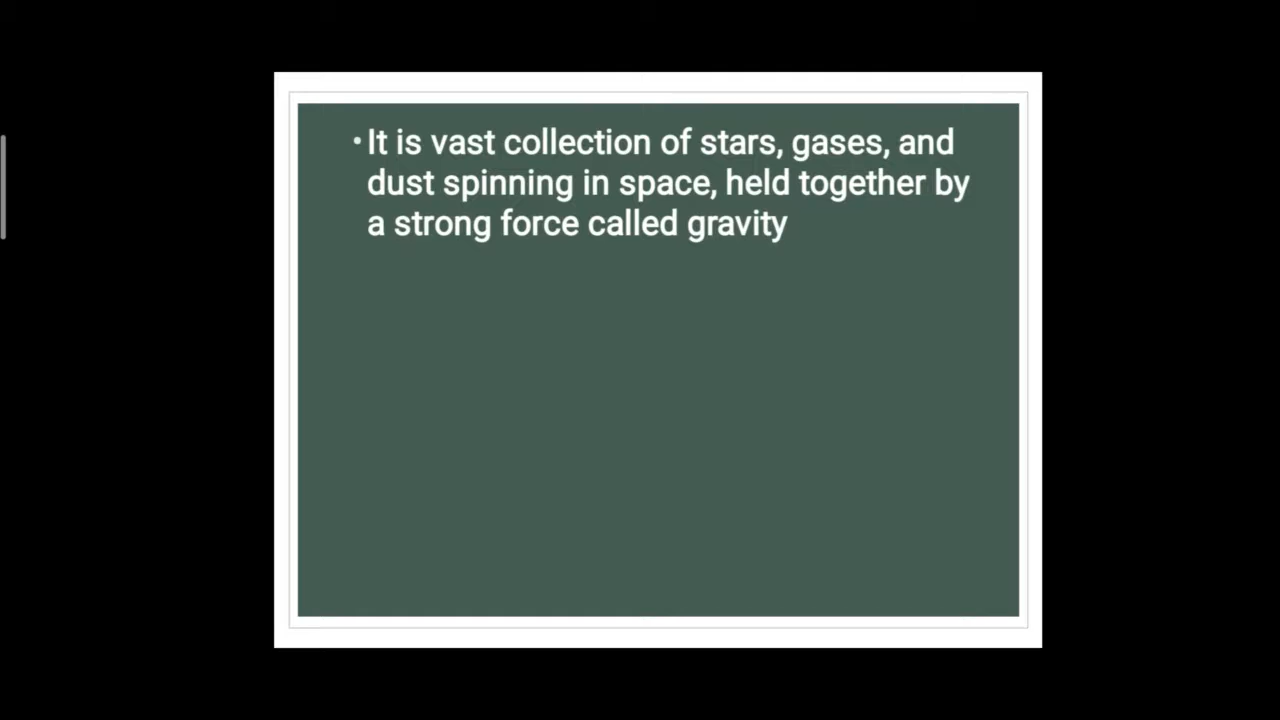 •It is vast collection of stars, gases, and
dust spinning in space, held together by
a strong force called gravity